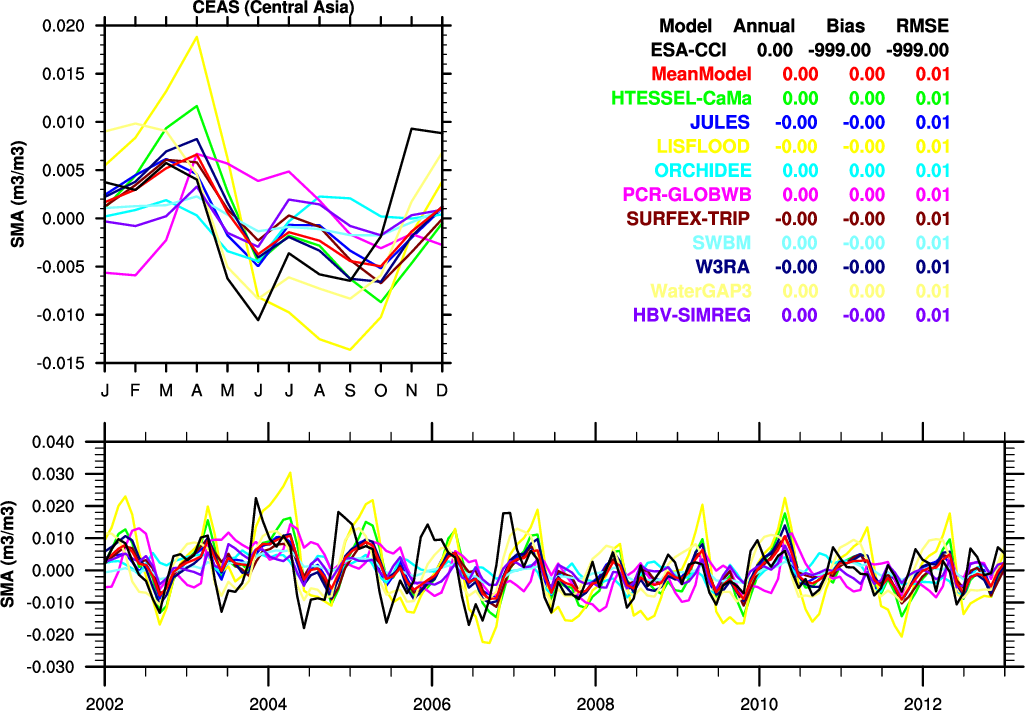 CEAS (Central Asia)
0.020
0.015
0.010
0.005
0.000
-0.005
-0.010
-0.015
SMA (m3/m3)
J F M A M J J A S O N D
Model Annual Bias RMSE
ESA-CCI 0.00 -999.00 -999.00
MeanModel 0.00 0.00 0.01
HTESSEL-CaMa 0.00 0.00 0.01
JULES -0.00 -0.00 0.01
LISFLOOD -0.00 -0.00 0.01
ORCHIDEE 0.00 0.00 0.01
PCR-GLOBWB 0.00 0.00 0.01
SURFEX-TRIP -0.00 -0.00 0.01
SWBM 0.00 -0.00 0.01
W3RA -0.00 -0.00 0.01
WaterGAP3 0.00 0.00 0.01
HBV-SIMREG 0.00 -0.00 0.01
0.040
0.030
0.020
0.010
0.000
-0.010
-0.020
-0.030
SMA (m3/m3)
2002 2004 2006 2008 2010 2012